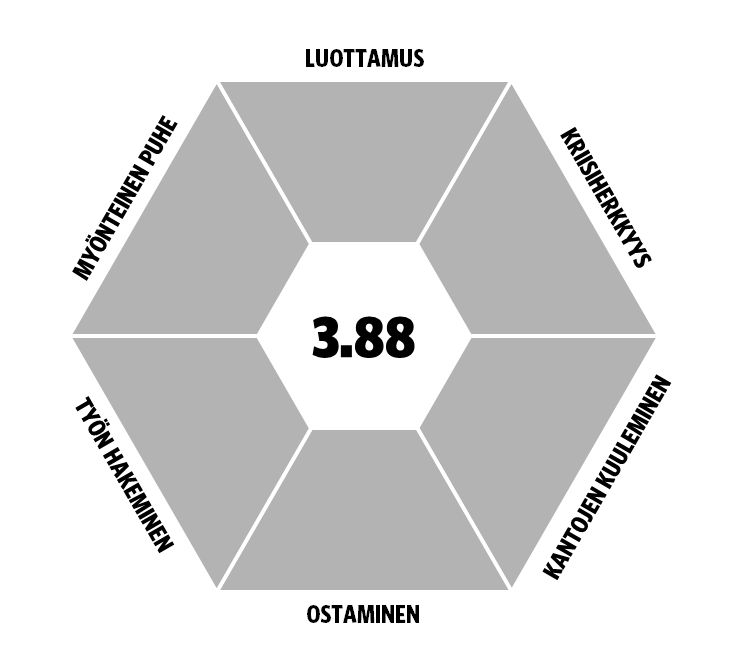 LUOTTAMUS
MYÖNTEINEN PUHE
KRIISIHERKKYYS
3.88
TYÖN HAKEMINEN
KANTOJEN KUULEMINEN
OSTAMINEN